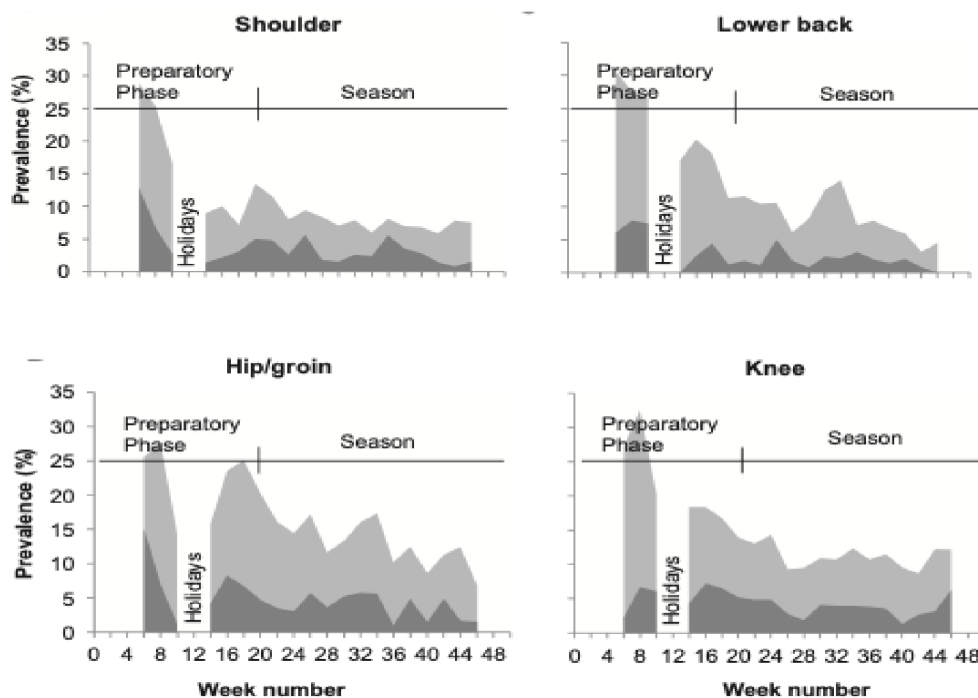 Shoulder
Prevalence (%)
35
30
25
20
15
10
5
0
Preparatory
Phase
Season
Holidays
Lower back
Preparatory
Phase
Season
Holidays
Hip/groin
Prevalence (%)
35
30
25
20
15
10
5
0
Preparatory
Phase
Season
Holidays
0 4 8 12 16 20 24 28 32 36 40 44 48
Week number
Knee
Preparatory
Phase
Season
Holidays
0 4 8 12 16 20 24 28 32 36 40 44 48
Week number